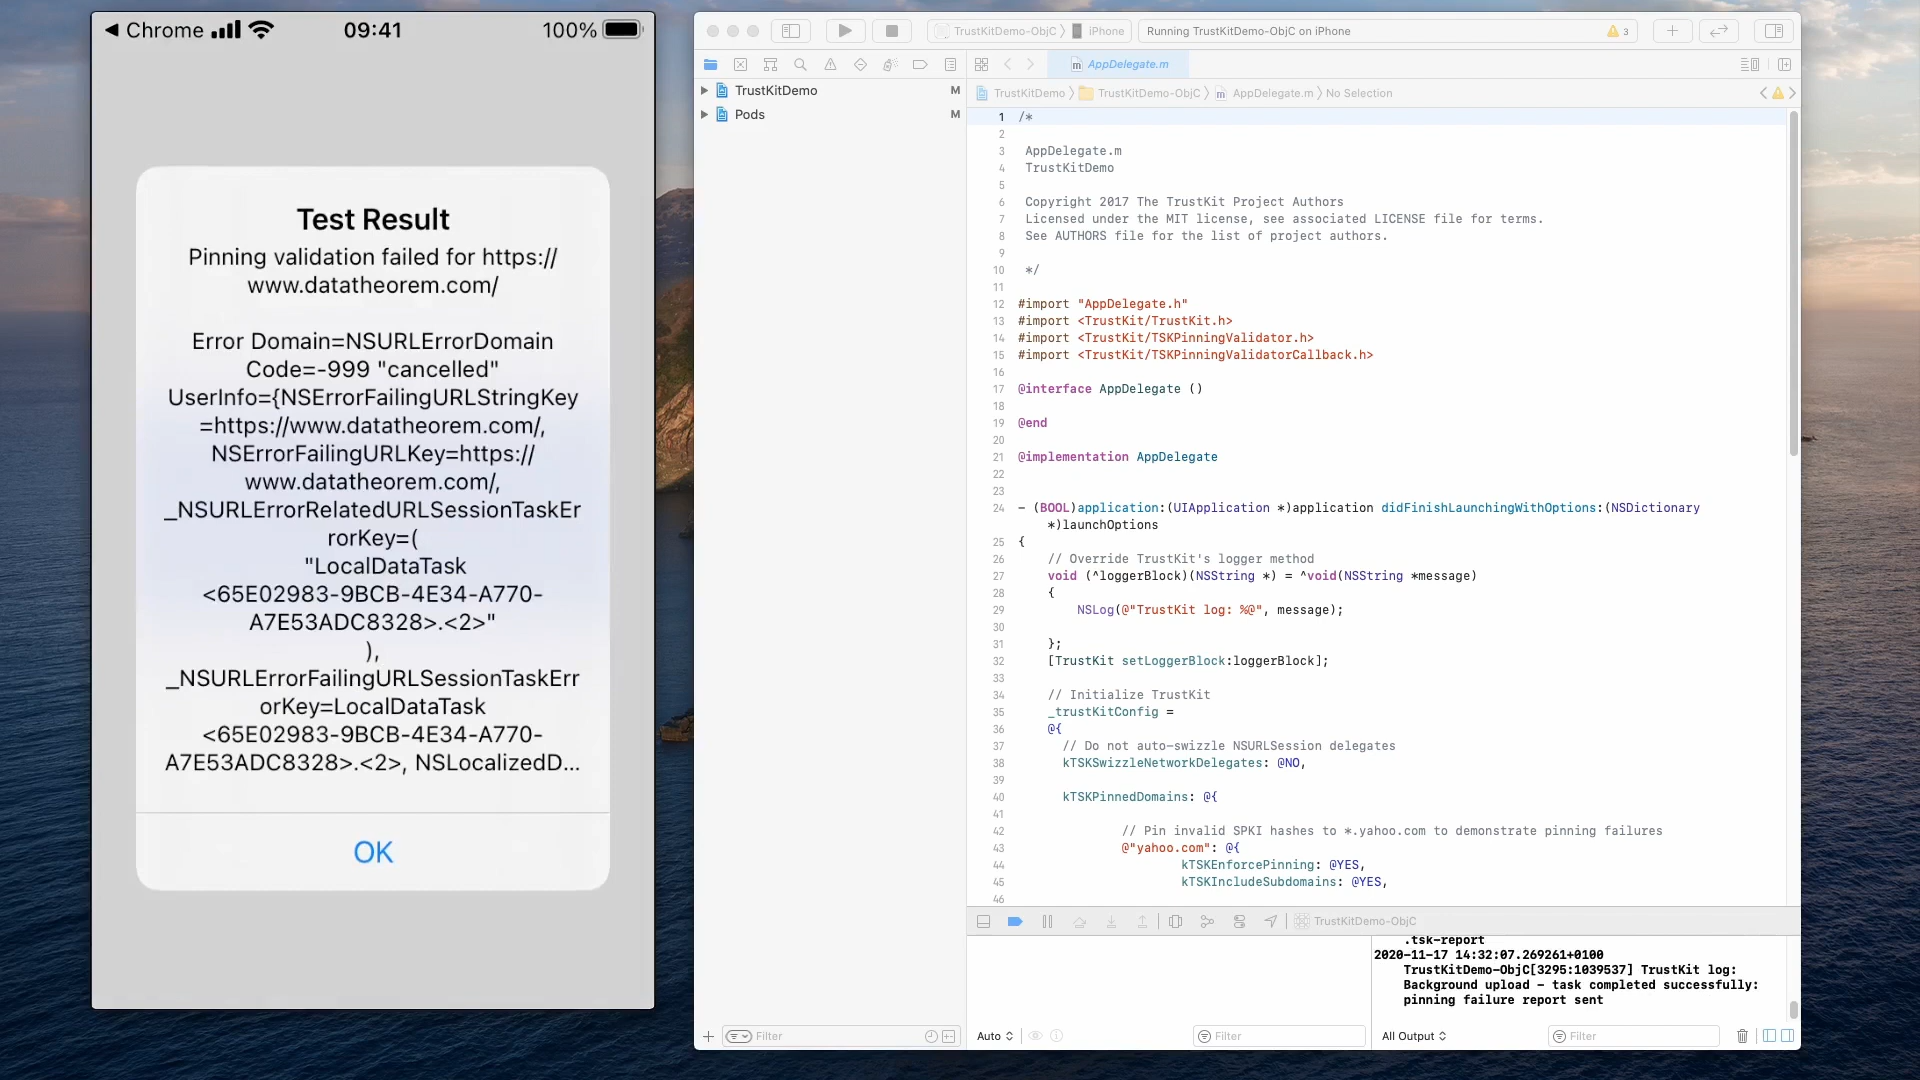 Chrome
09:41
100%
Test Result
Pinning validation failed for https://
www.datatheorem.com/
Error Domain=NSURLErrorDomain
Code=-999 "cancelled"
UserInfo={NSErrorFailingURLStringKey
=https://www.datatheorem.com/,
NSErrorFailingURLKey=https://
www.datatheorem.com/,
_NSURLErrorRelatedURLSessionTaskEr
rorKey=(
"LocalDataTask
<65E02983-9BCB-4E34-A770-
A7E53ADC8328>.<2>"
),
_NSURLErrorFailingURLSessionTaskErr
orKey=LocalDataTask
<65E02983-9BCB-4E34-A770-
A7E53ADC8328>.<2>, NSLocalizedD...
OK
TrustKitDemo-ObjC 〉 iPhone
Running TrustKitDemo-ObjC on iPhone
3
AppDelegate.m
TrustKitDemo M
Pods M
TrustKitDemo 〉 TrustKitDemo-ObjC 〉 m AppDelegate.m 〉 No Selection
1 /*
2
3 AppDelegate.m
4 TrustKitDemo
5
6 Copyright 2017 The TrustKit Project Authors
7 Licensed under the MIT license, see associated LICENSE file for terms.
8 See AUTHORS file for the list of project authors.
9
10 */
11
12 #import "AppDelegate.h"
13 #import <TrustKit/TrustKit.h>
14 #import <TrustKit/TSKPinningValidator.h>
15 #import <TrustKit/TSKPinningValidatorCallback.h>
16
17 @interface AppDelegate ()
18
19 @end
20
21 @implementation AppDelegate
22
23
24 - (BOOL)application:(UIApplication *)application didFinishLaunchingWithOptions:(NSDictionary
*)launchOptions
25 {
26 // Override TrustKit's logger method
27 void (^loggerBlock)(NSString *) = ^void(NSString *message)
28 {
29 NSLog(@"TrustKit log: %@", message);
30
31 };
32 [TrustKit setLoggerBlock:loggerBlock];
33
34 // Initialize TrustKit
35 _trustKitConfig =
36 @{
37 // Do not auto-swizzle NSURLSession delegates
38 kTSKSwizzleNetworkDelegates: @NO,
39
40 kTSKPinnedDomains: @{
41
42 // Pin invalid SPKI hashes to *.yahoo.com to demonstrate pinning failures
43 @"yahoo.com": @{
44 kTSKEnforcePinning: @YES,
45 kTSKIncludeSubdomains: @YES,
46
TrustKitDemo-ObjC
.tsk-report
2020-11-17 14:32:07.269261+0100
TrustKitDemo-ObjC[3295:1039537] TrustKit log:
Background upload - task completed successfully:
pinning failure report sent
Filter
Auto
Filter
All Output
Filter